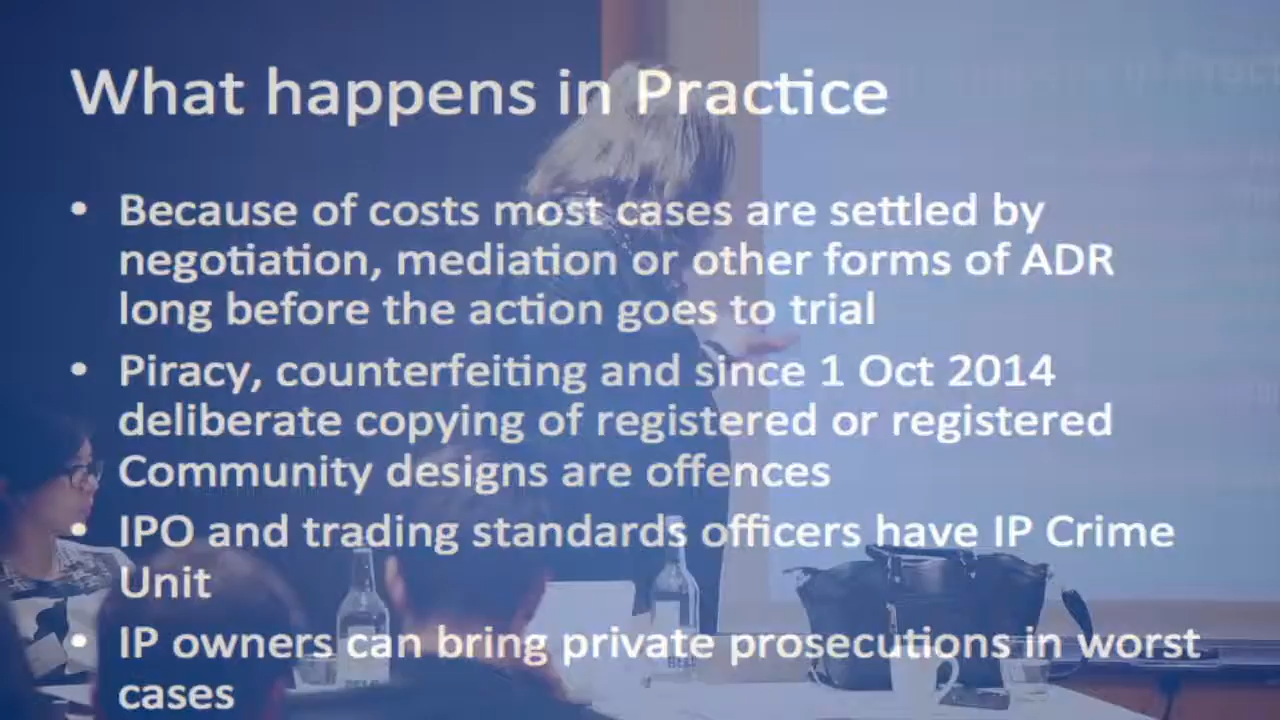 What happens in Practice
• Because of costs most cases are settled by
negotiation, mediation or other forms of ADR
long before the action goes to trial
• Piracy, counterfeiting and since 1 Oct 2014
deliberate copying of registered or registered
Community designs are offences
• IPO and trading standards officers have IP Crime
Unit
• IP owners can bring private prosecutions in worst
cases